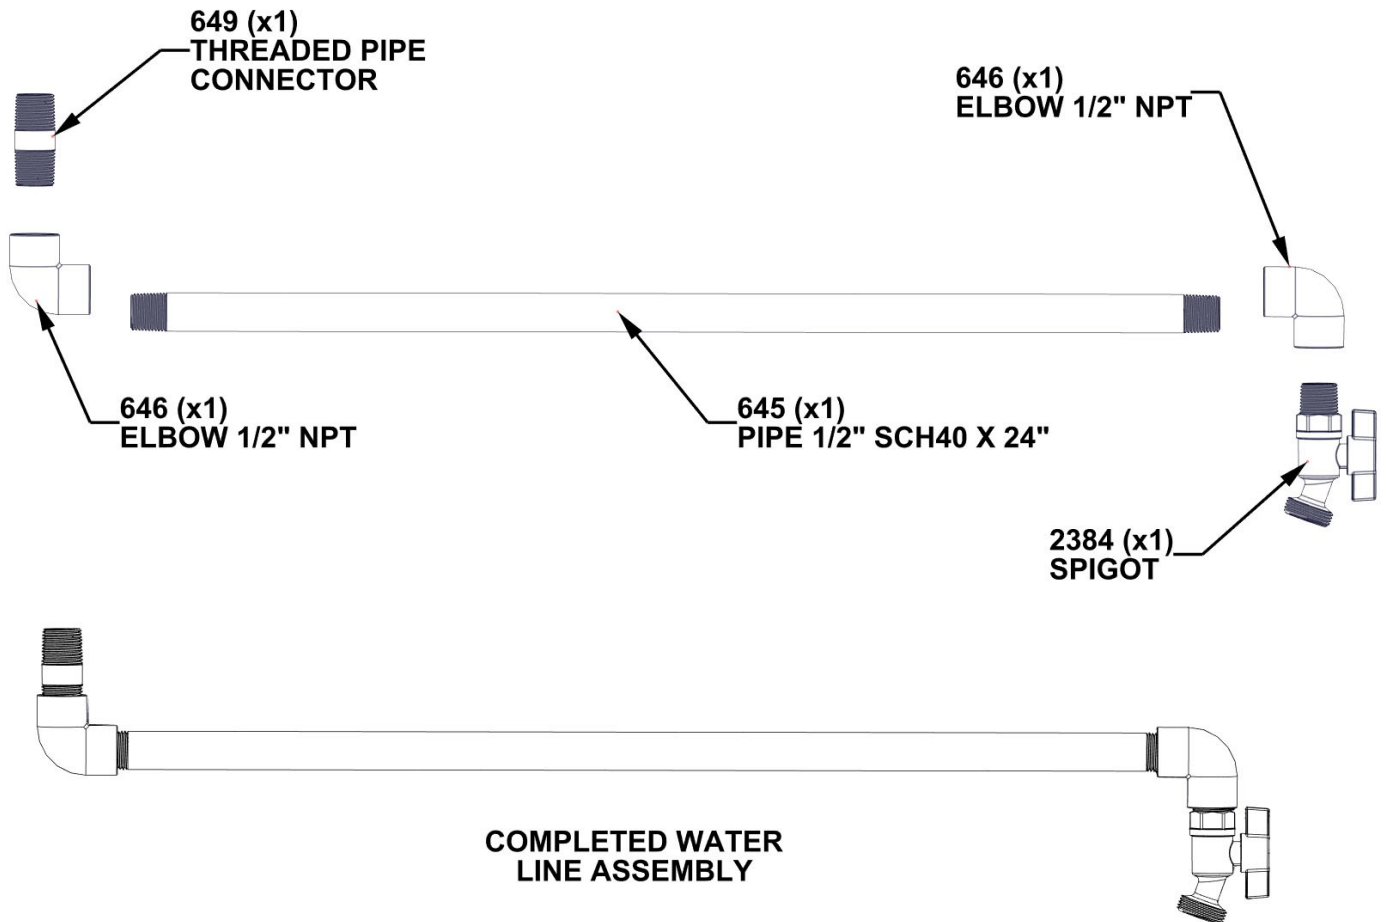 649 (x1)
THREADED PIPE
CONNECTOR
646 (x1)
ELBOW 1/2" NPT
646 (x1)
ELBOW 1/2" NPT
645 (x1)
PIPE 1/2" SCH40 X 24"
2384 (x1)
SPIGOT
COMPLETED WATER
LINE ASSEMBLY